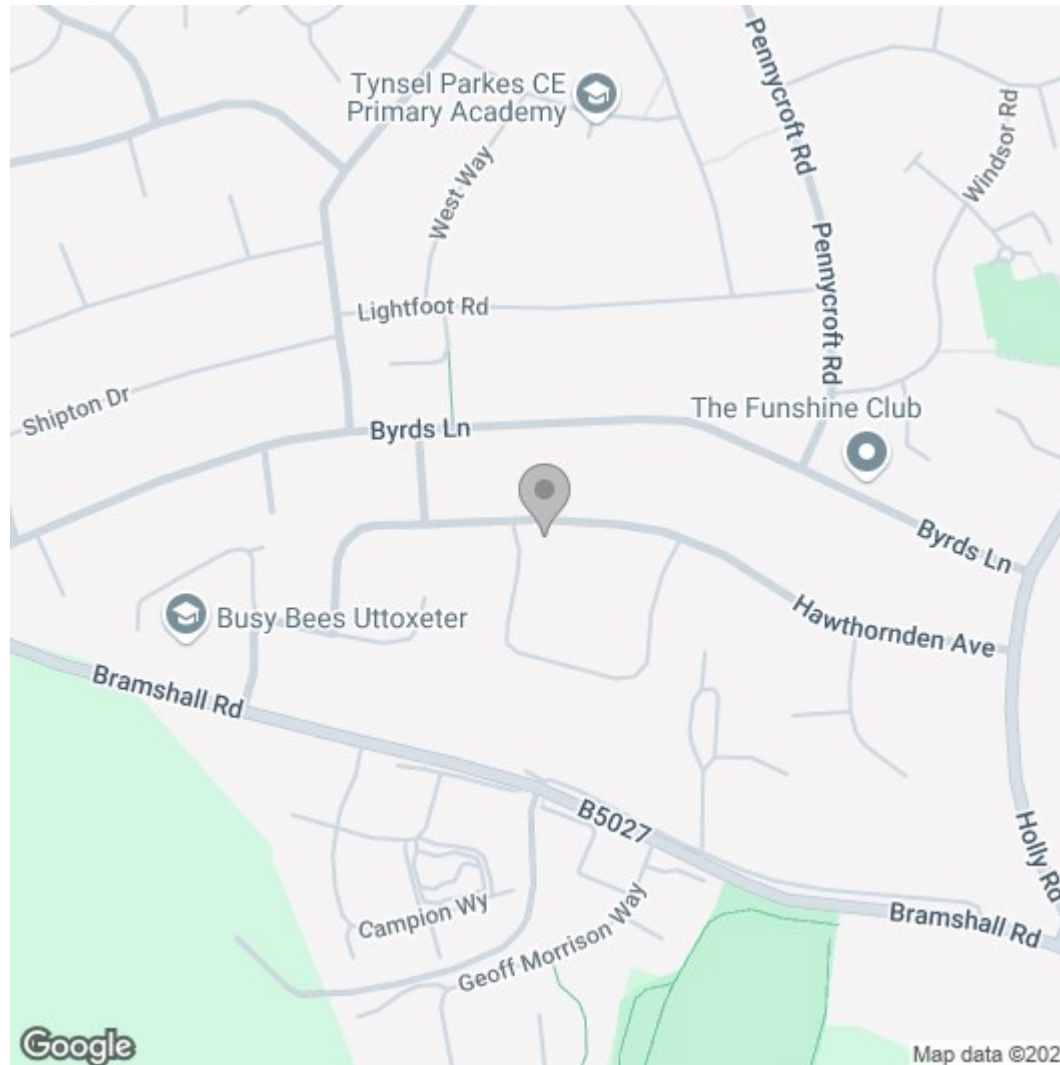 Tynsel Parkes CE
Primary Academy
Pennycroft Rd
Windsor Rd
West Way
Pennycroft Rd
Lightfoot Rd
Shipton Dr
Byrds Ln
The Funshine Club
Byrds Ln
Busy Bees Uttoxeter
Hawthornden Ave
Bramshall Rd
B5027
Holly Rd
Campion Wy
Geoff Morrison Way
Bramshall Rd
Google
Map data ©202